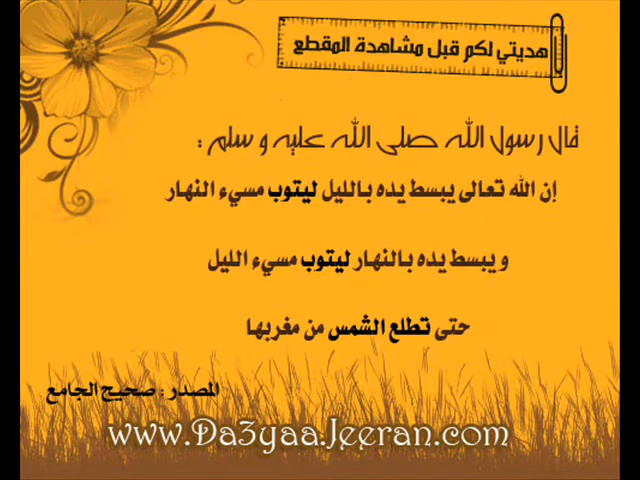 هديتي لكم قبل مشاهدة المقطع
قال رسول الله صلى الله عليه و سلم :
إن الله تعالى يبسط يده بالليل ليتوب مسيء النهار
و يبسط يده بالنهار ليتوب مسيء الليل
حتى تطلع الشمس من مغربها
المصدر : صحيح الجامع
www.Da3yaa.Jeeran.com